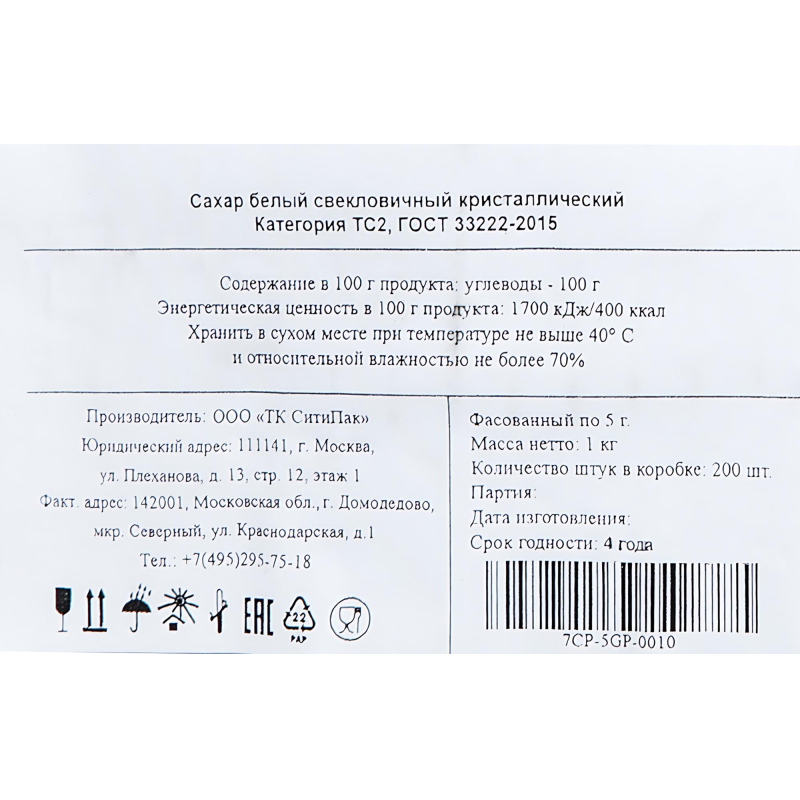 Сахар белый свекловичный кристаллический
Категория ТС2, ГОСТ 33222-2015
Содержание в 100 г продукта: углеводы - 100 г
Энергетическая ценность в 100 г продукта: 1700 кДж/400 ккал
Хранить в сухом месте при температуре не выше 40° С
и относительной влажностью не более 70%
Производитель: ООО «ТК СитиПак»
Юридический адрес: 111141, г. Москва,
ул. Плеханова, д. 13, стр. 12, этаж 1
Факт. адрес: 142001, Московская обл., г. Домодедово,
мкр. Северный, ул. Краснодарская, д.1
Тел.: +7(495)295-75-18
EAC
22
PAP
Фасованный по 5 г.
Масса нетто: 1 кг
Количество штук в коробке: 200 шт.
Партия:
Дата изготовления:
Срок годности: 4 года
7CP-5GP-0010